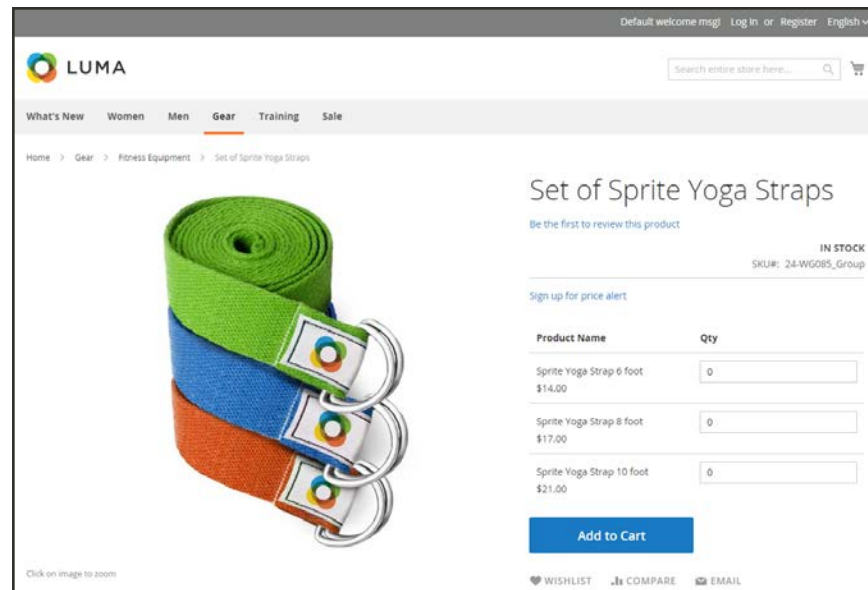 Default welcome msg! Log In or Register English
LUMA
Search entire store here...
What's New Women Men Gear Training Sale
Home > Gear > Fitness Equipment > Set of Sprite Yoga Straps
Set of Sprite Yoga Straps
Be the first to review this product
IN STOCK
SKU#: 24-WG085_Group
Sign up for price alert
Product Name Qty
Sprite Yoga Strap 6 foot 0
$14.00
Sprite Yoga Strap 8 foot 0
$17.00
Sprite Yoga Strap 10 foot 0
$21.00
Add to Cart
Click on image to zoom
WISHLIST COMPARE EMAIL